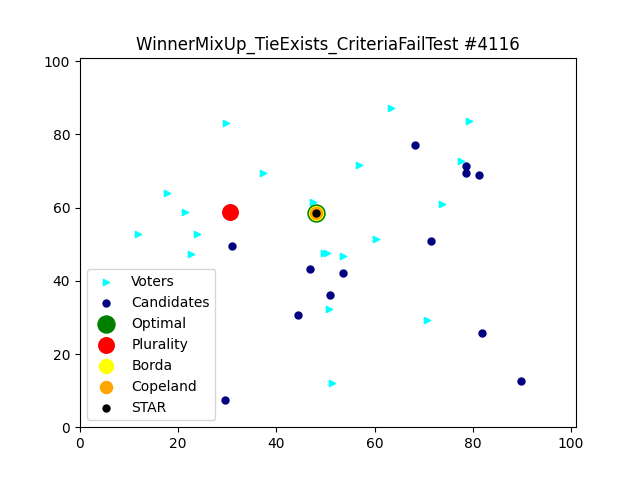 WinnerMixUp_TieExists_CriteriaFailTest #4116
100
80
60
40
20
0
Voters
Candidates
Optimal
Plurality
Borda
Copeland
STAR
0 20 40 60 80 100